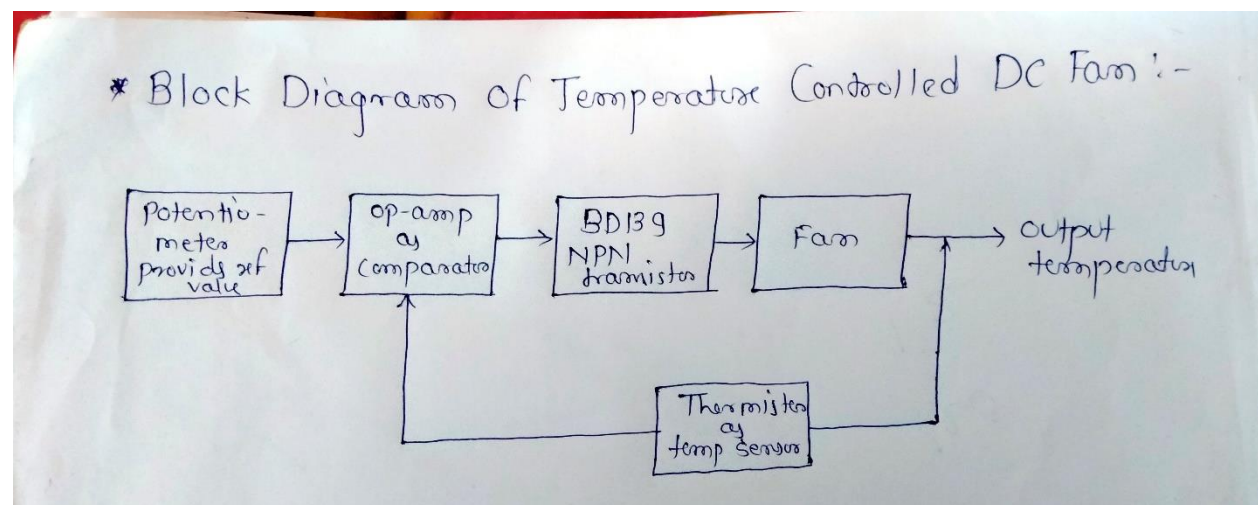 * Block Diagram of Temperature Controlled DC Fan :-
Potentio-
meter
provids ref
value
op-amp
as
Comparator
BD139
NPN
transistor
Fan
output
temperature
Thermistor
as
temp sensor